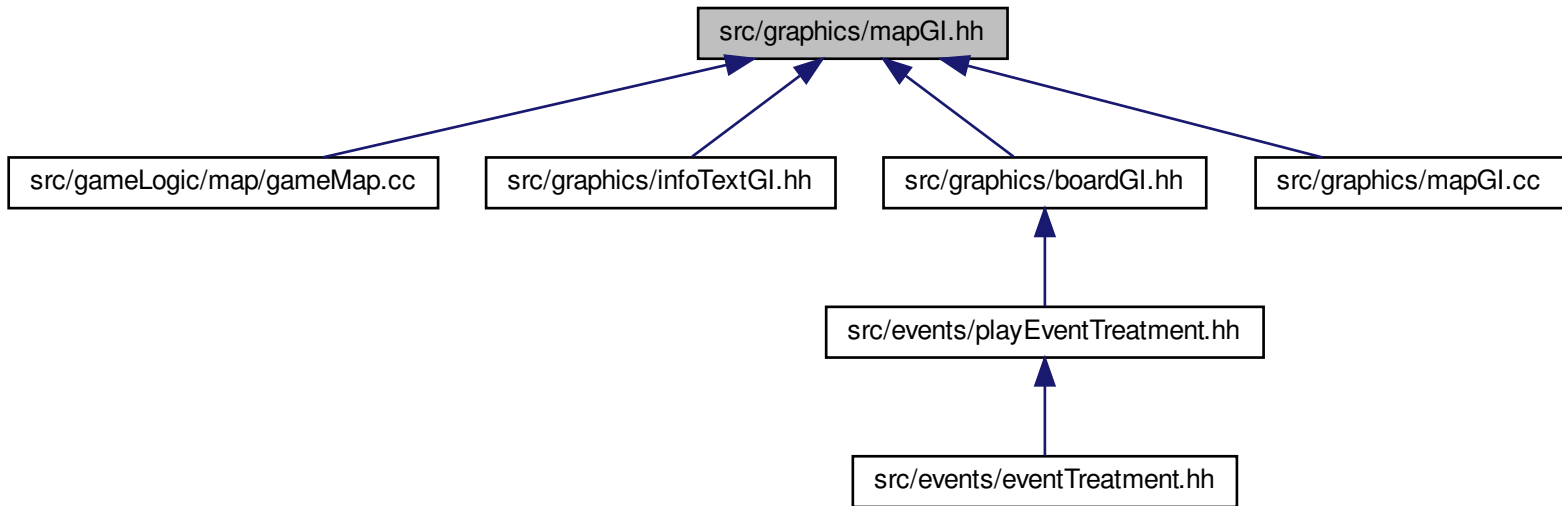 src/graphics/mapGI.hh
src/gameLogic/map/gameMap.cc
src/graphics/infoTextGI.hh
src/graphics/boardGI.hh
src/graphics/mapGI.cc
src/events/playEventTreatment.hh
src/events/eventTreatment.hh